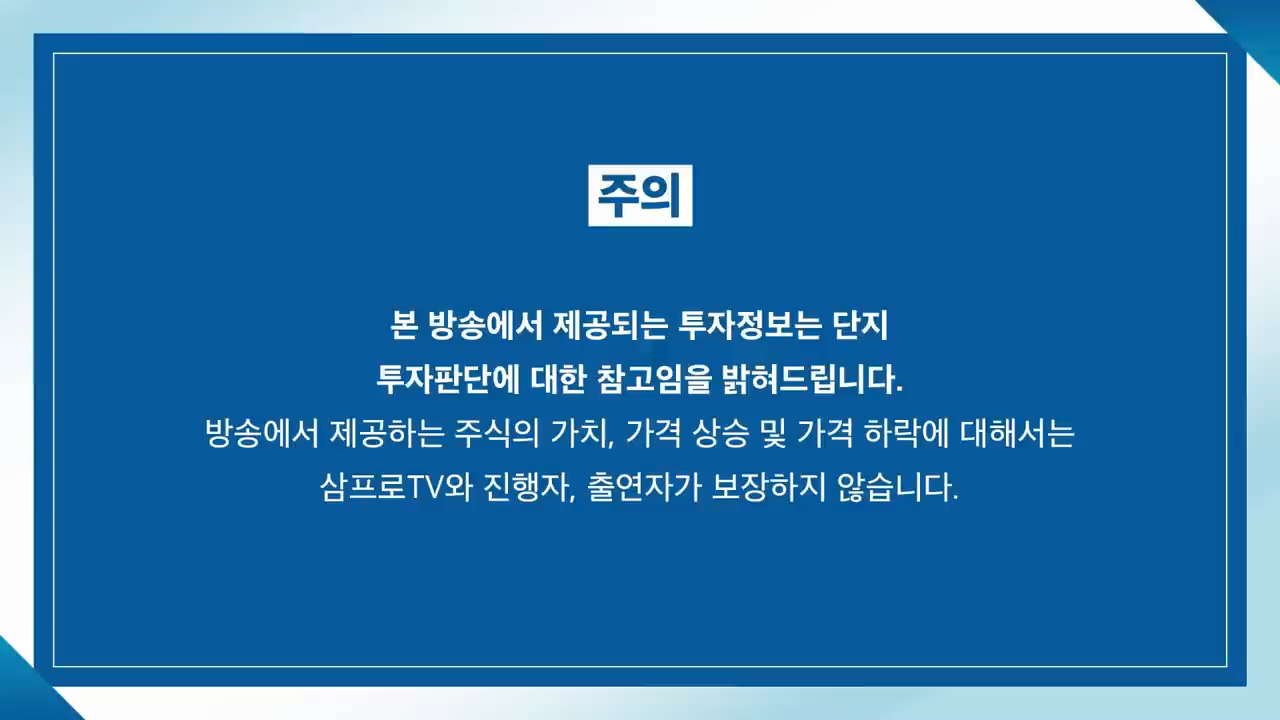 주의
본 방송에서 제공되는 투자정보는 단지
투자판단에 대한 참고임을 밝혀드립니다.
방송에서 제공하는 주식의 가치, 가격 상승 및 가격 하락에 대해서는
삼프로TV와 진행자, 출연자가 보장하지 않습니다.